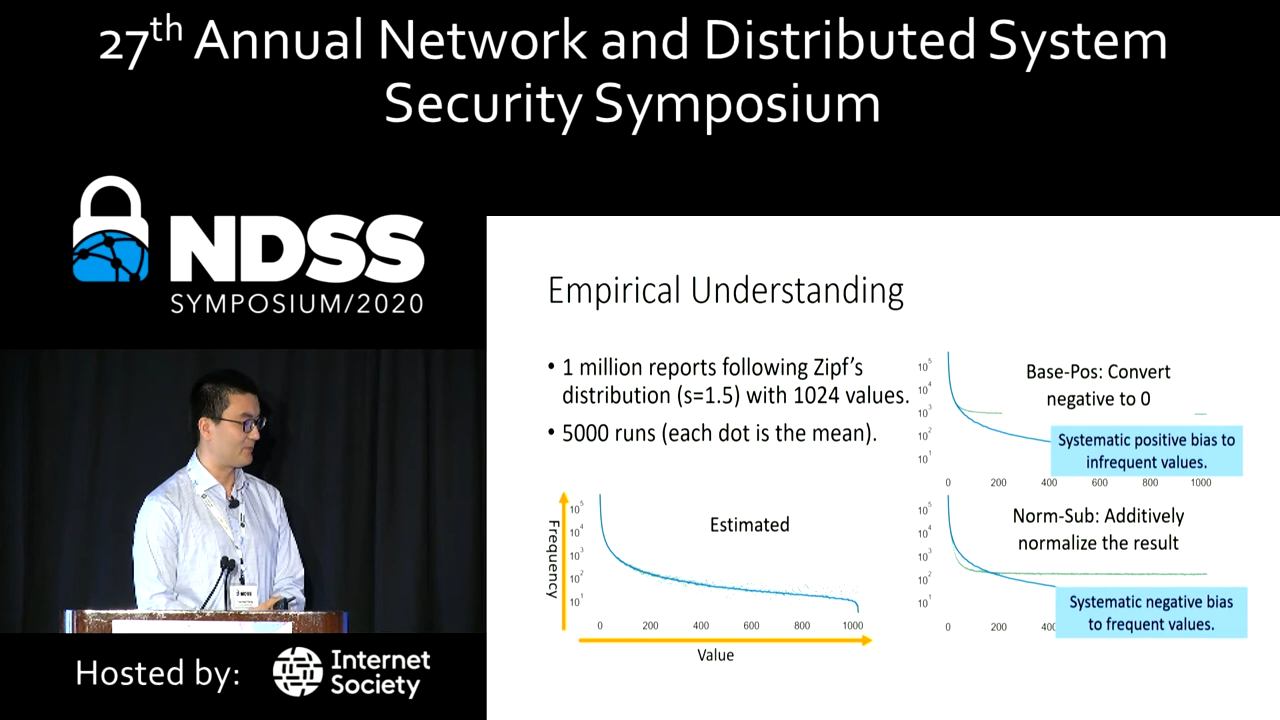 27th Annual Network and Distributed System
Security Symposium
NDSS
SYMPOSIUM/2020
Empirical Understanding
• 1 million reports following Zipf's
distribution (s=1.5) with 1024 values.
• 5000 runs (each dot is the mean).
Estimated
Frequency
10^5
10^4
10^3
10^2
10^1
0 200 400 600 800 1000
Value
Base-Pos: Convert
negative to 0
10^5
10^4
10^3
10^2
10^1
Systematic positive bias to
infrequent values.
0 200 400 600 800 1000
Norm-Sub: Additively
normalize the result
10^5
10^4
10^3
10^2
10^1
Systematic negative bias
to frequent values.
0 200
NDSS
Hosted by:
Internet
Society